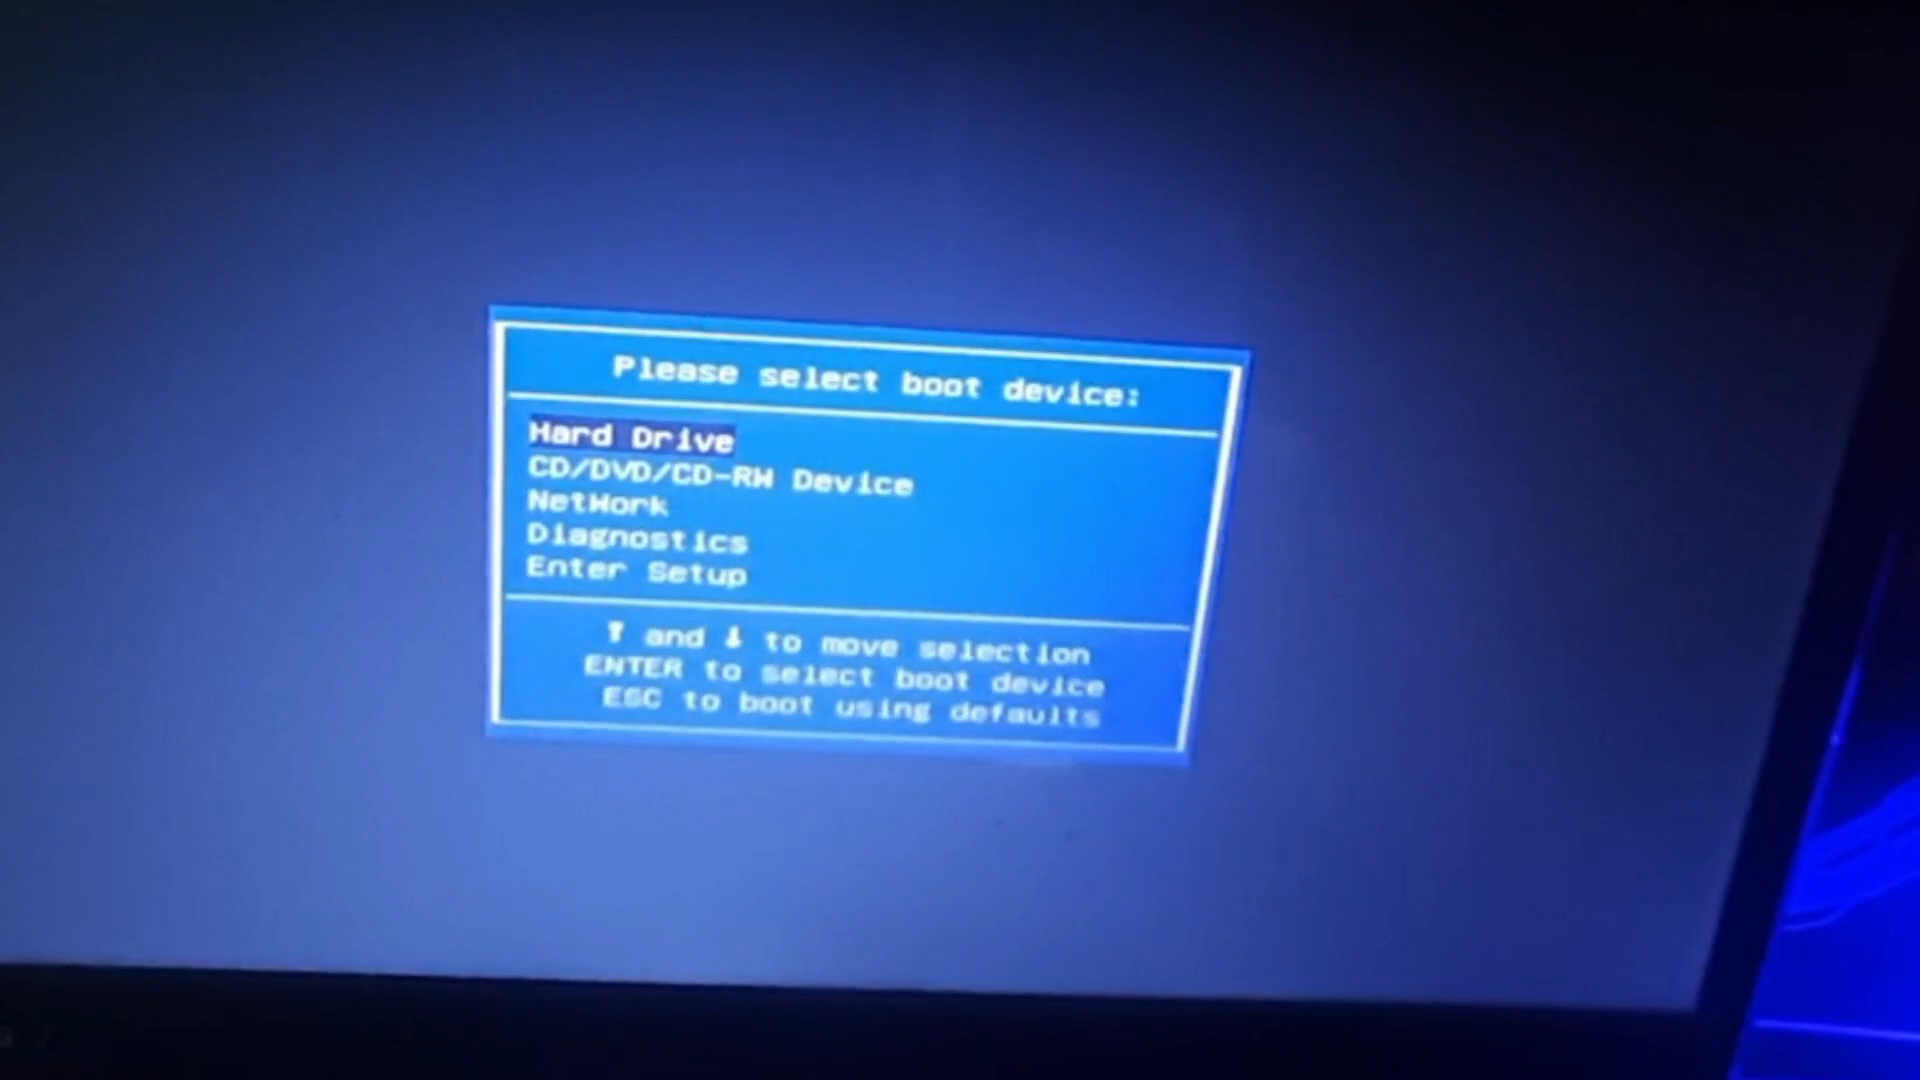 Please select boot device:
Hard Drive
CD/DVD/CD-RW Device
NetWork
Diagnostics
Enter Setup
↑ and ↓ to move selection
ENTER to select boot device
ESC to boot using defaults